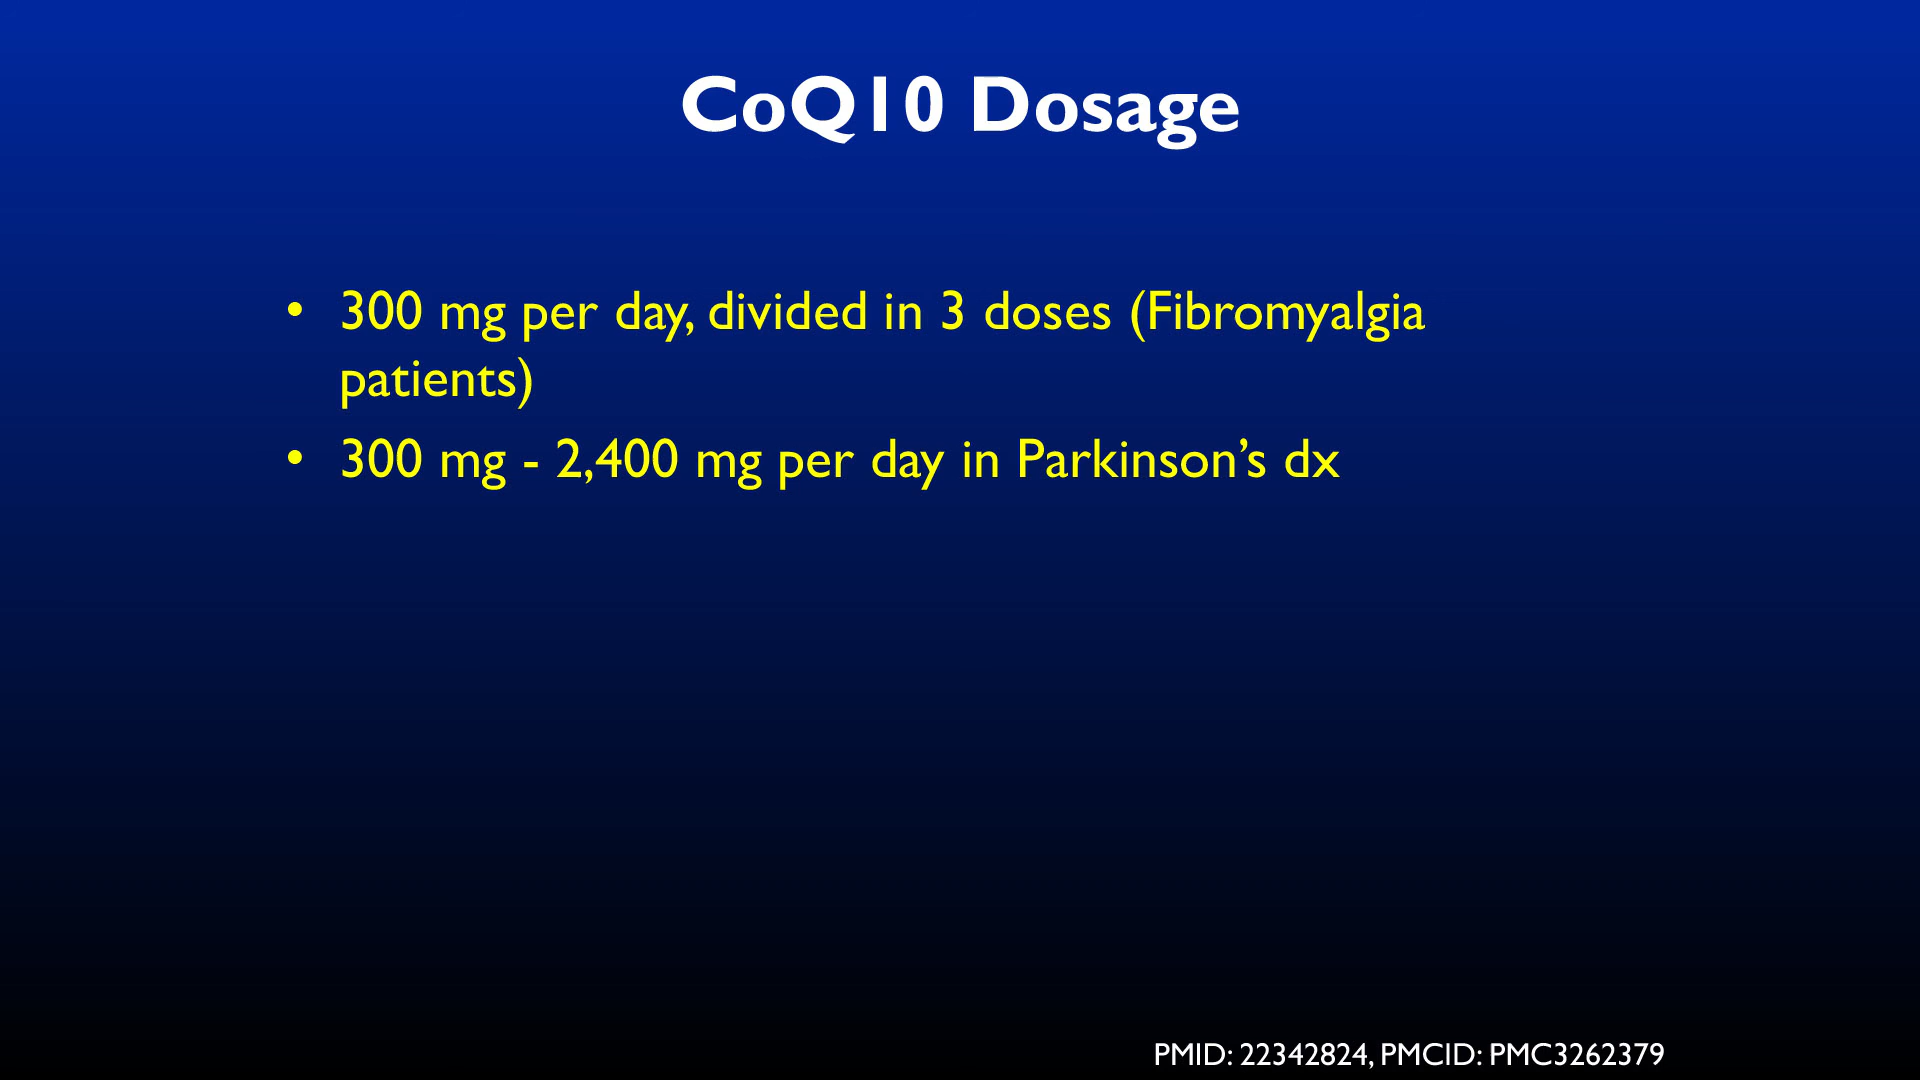 CoQ10 Dosage
• 300 mg per day, divided in 3 doses (Fibromyalgia
patients)
• 300 mg - 2,400 mg per day in Parkinson’s dx
PMID: 22342824, PMCID: PMC3262379